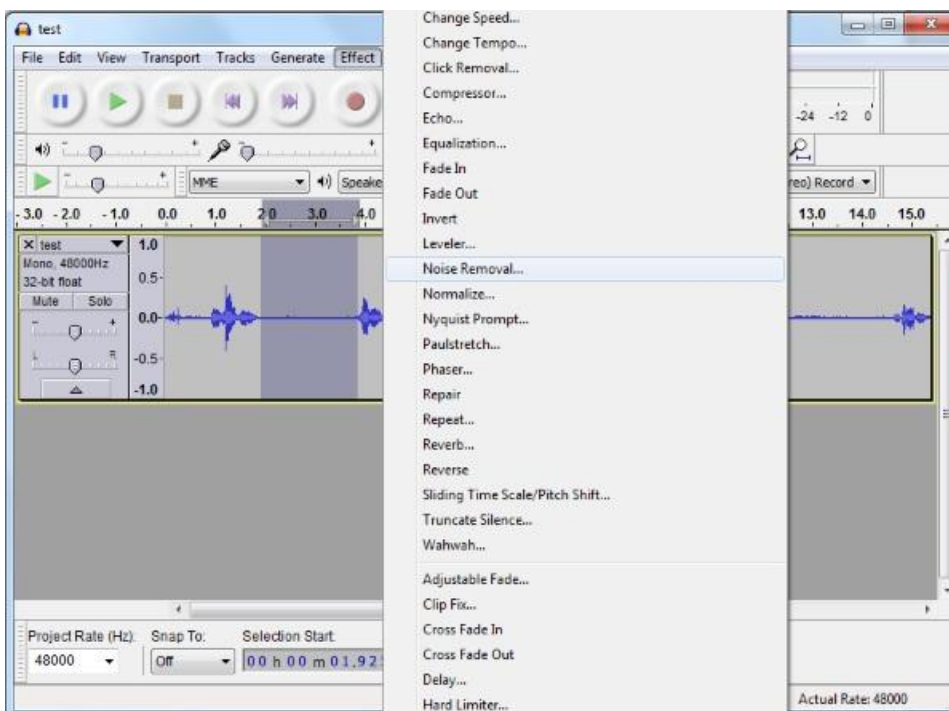 test
File Edit View Transport Tracks Generate Effect
-24 -12 0
MME Speake reo) Record
-3.0 -2.0 -1.0 0.0 1.0 2.0 3.0 4.0 13.0 14.0 15.0
test
Mono, 48000Hz
32-bit float
Mute Solo
- +
L R
1.0
0.5
0.0
-0.5
-1.0
Change Speed...
Change Tempo...
Click Removal...
Compressor...
Echo...
Equalization...
Fade In
Fade Out
Invert
Leveler...
Noise Removal...
Normalize...
Nyquist Prompt...
Paulstretch...
Phaser...
Repair
Repeat...
Reverb...
Reverse
Sliding Time Scale/Pitch Shift...
Truncate Silence...
Wahwah...
Adjustable Fade...
Clip Fix...
Cross Fade In
Cross Fade Out
Delay...
Hard Limiter...
Project Rate (Hz): Snap To: Selection Start
48000 Off 00 h 00 m 01.92
Actual Rate: 48000